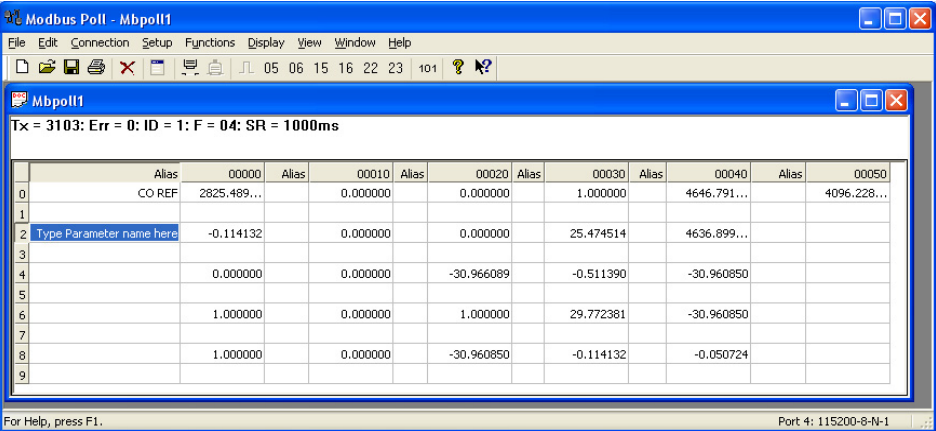 Modbus Poll - Mbpoll1
File Edit Connection Setup Functions Display View Window Help
05 06 15 16 22 23 101
Mbpoll1
Tx = 3103: Err = 0: ID = 1: F = 04: SR = 1000ms
Alias 00000 Alias 00010 Alias 00020 Alias 00030 Alias 00040 Alias 00050
0 CO REF 2825.489... 0.000000 0.000000 1.000000 4646.791... 4096.228...
1
2 Type Parameter name here -0.114132 0.000000 0.000000 25.474514 4636.899...
3
4 0.000000 0.000000 -30.966089 -0.511390 -30.960850
5
6 1.000000 0.000000 1.000000 29.772381 -30.960850
7
8 1.000000 0.000000 -30.960850 -0.114132 -0.050724
9
For Help, press F1. Port 4: 115200-8-N-1